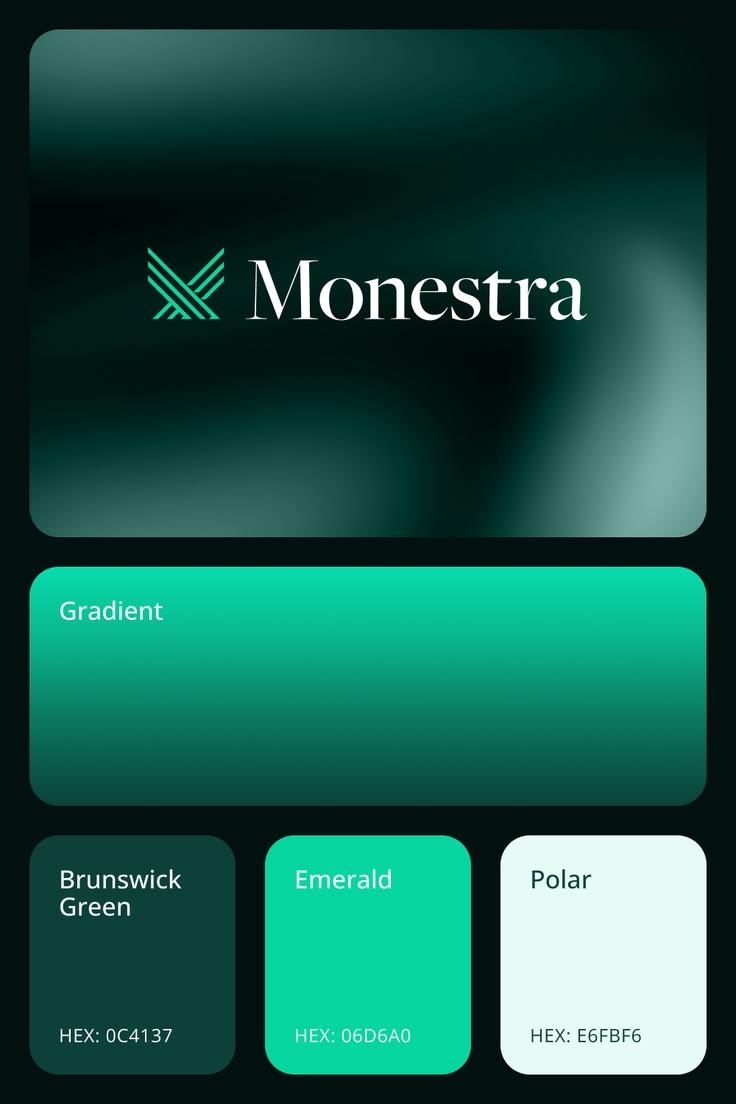 Monestra
Gradient
Brunswick
Green
HEX: 0C4137
Emerald
HEX: 06D6A0
Polar
HEX: E6FBF6